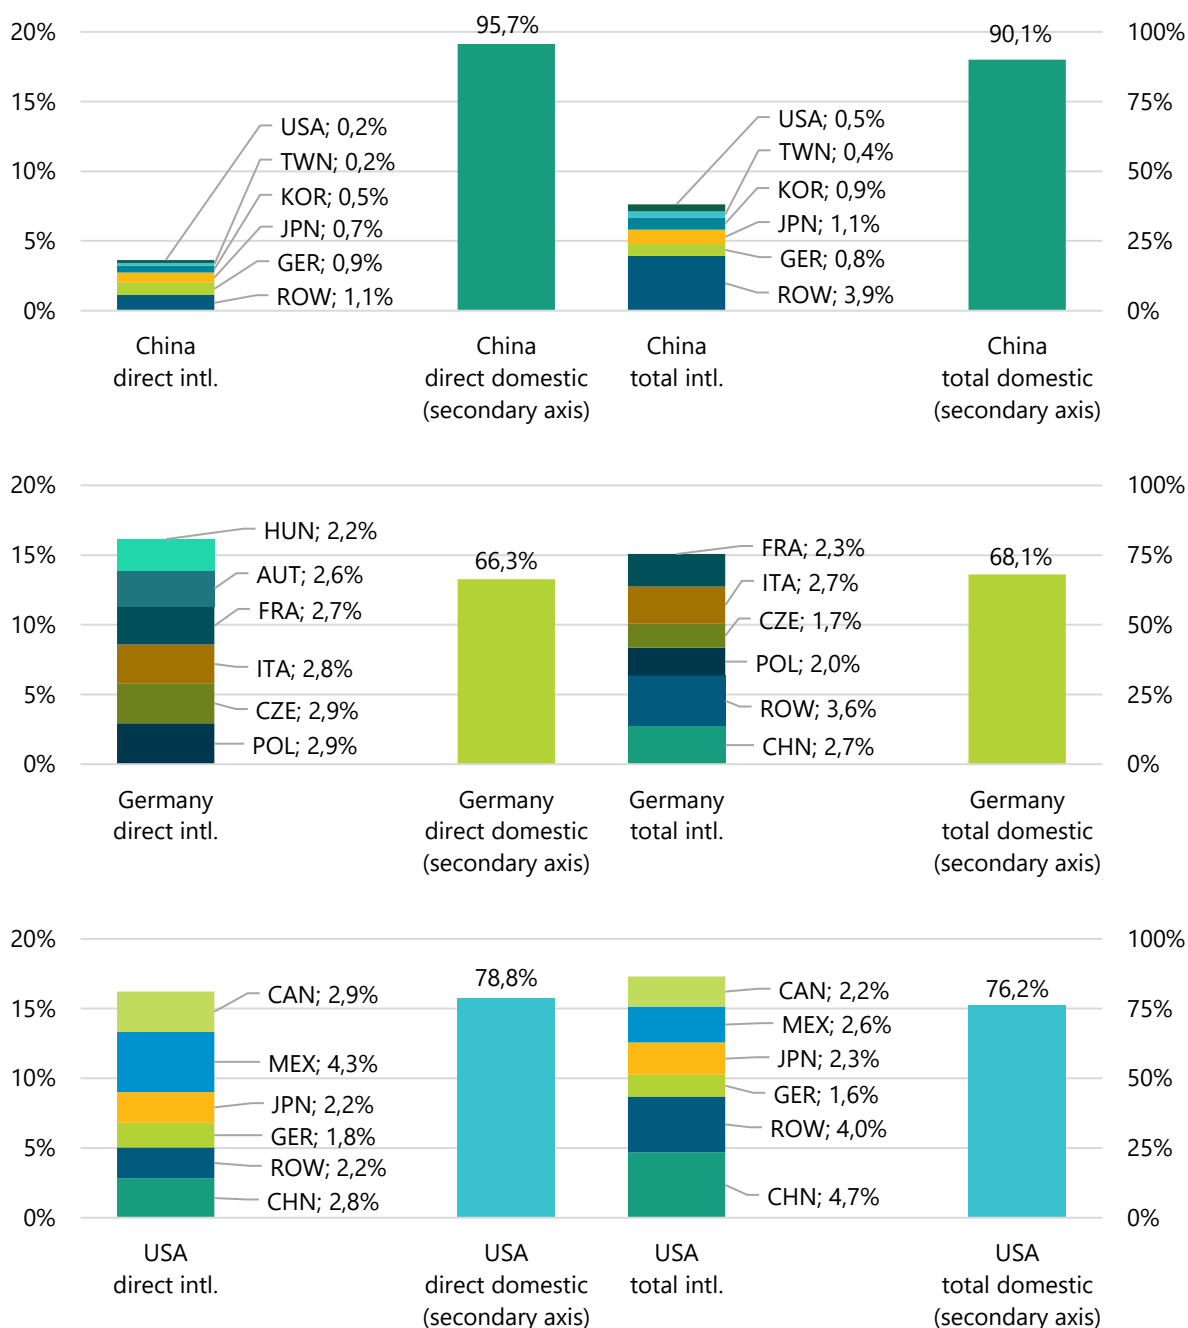 20%
15%
10%
5%
0%
95,7%
90,1%
100%
75%
50%
25%
0%
USA; 0,2%
TWN; 0,2%
KOR; 0,5%
JPN; 0,7%
GER; 0,9%
ROW; 1,1%
USA; 0,5%
TWN; 0,4%
KOR; 0,9%
JPN; 1,1%
GER; 0,8%
ROW; 3,9%
China
direct intl.
China
direct domestic
(secondary axis)
China
total intl.
China
total domestic
(secondary axis)
20%
15%
10%
5%
0%
HUN; 2,2%
AUT; 2,6%
FRA; 2,7%
ITA; 2,8%
CZE; 2,9%
POL; 2,9%
66,3%
FRA; 2,3%
ITA; 2,7%
CZE; 1,7%
POL; 2,0%
ROW; 3,6%
CHN; 2,7%
68,1%
100%
75%
50%
25%
0%
Germany
direct intl.
Germany
direct domestic
(secondary axis)
Germany
total intl.
Germany
total domestic
(secondary axis)
20%
15%
10%
5%
0%
CAN; 2,9%
MEX; 4,3%
JPN; 2,2%
GER; 1,8%
ROW; 2,2%
CHN; 2,8%
78,8%
CAN; 2,2%
MEX; 2,6%
JPN; 2,3%
GER; 1,6%
ROW; 4,0%
CHN; 4,7%
76,2%
100%
75%
50%
25%
0%
USA
direct intl.
USA
direct domestic
(secondary axis)
USA
total intl.
USA
total domestic
(secondary axis)